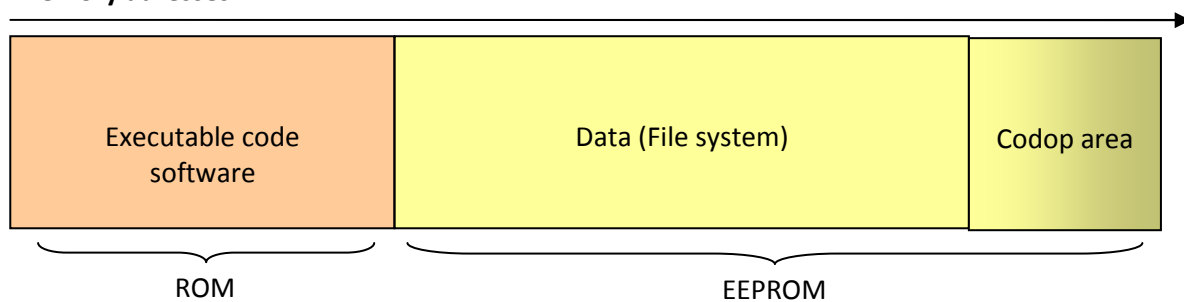 Executable code
software
Data (File system)
Codop area
ROM
EEPROM